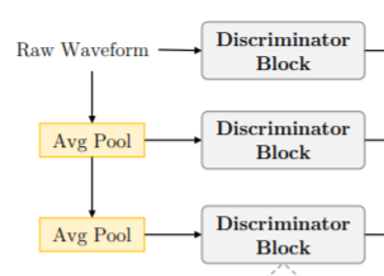 Raw Waveform
Discriminator
Block
Avg Pool
Discriminator
Block
Avg Pool
Discriminator
Block